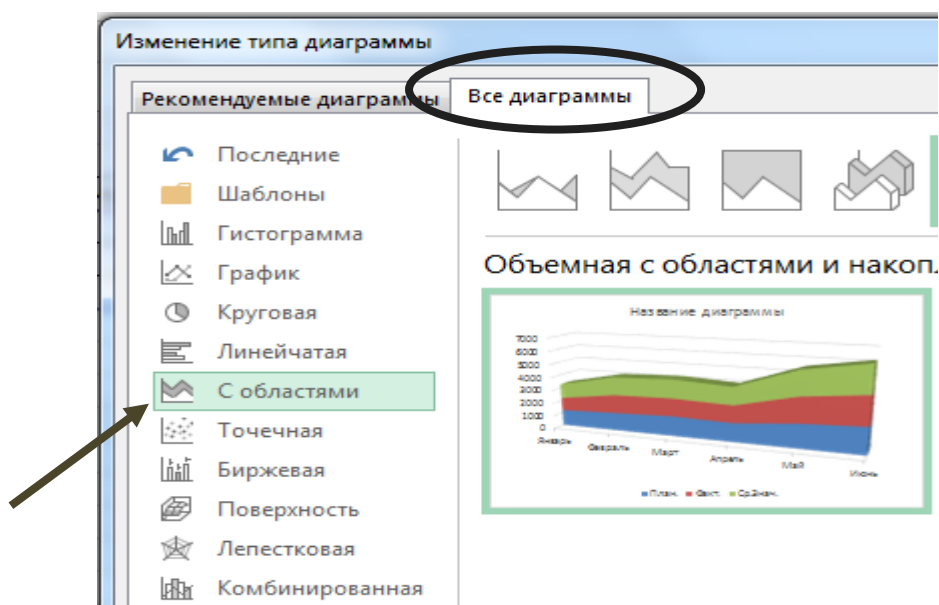 Изменение типа диаграммы
Рекомендуемые диаграммы
Все диаграммы
Последние
Шаблоны
Гистограмма
График
Круговая
Линейчатая
С областями
Точечная
Биржевая
Поверхность
Лепестковая
Комбинированная
Объемная с областями и накоп.
Название диаграммы
7000
6000
5000
4000
3000
2000
1000
0
Январь
Февраль
Март
Апрель
Май
Июнь
План. Факт. Ср.Знач.